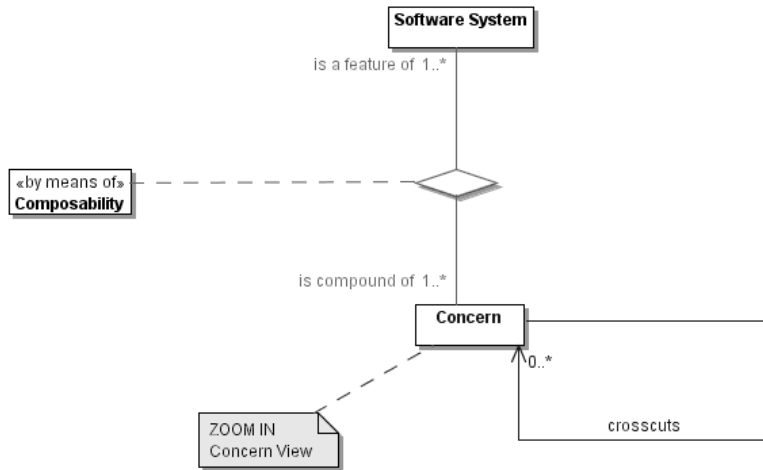 Software System
is a feature of 1..*
«by means of»
Composability
is compound of 1..*
Concern
0..*
crosscuts
ZOOM IN
Concern View